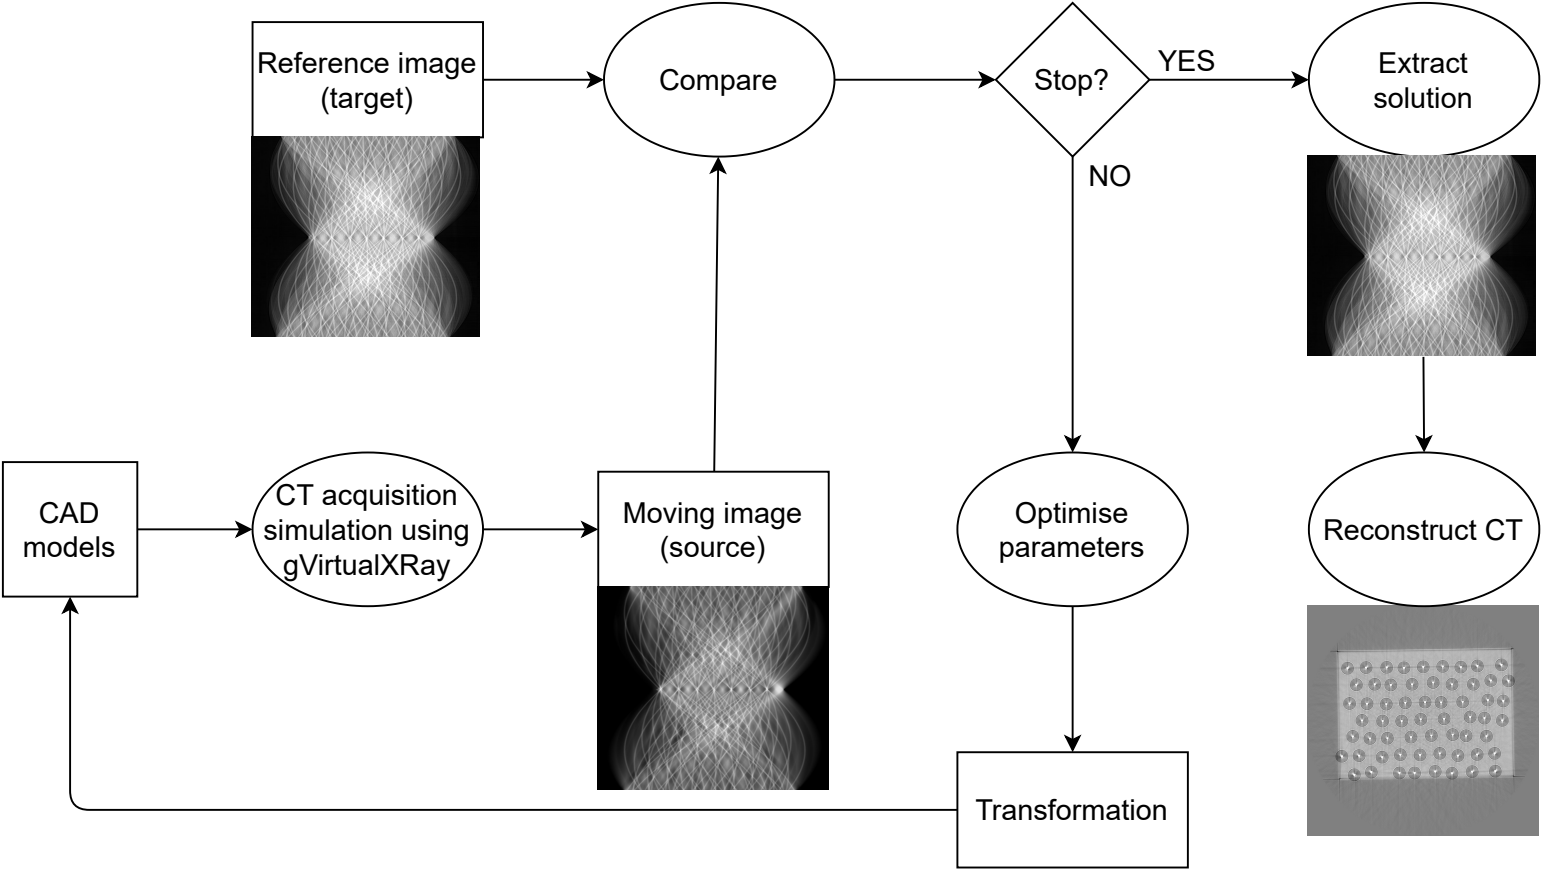 Reference image
(target)
Compare
Stop?
YES
Extract
solution
NO
CAD
models
CT acquisition
simulation using
gVirtualXRay
Moving image
(source)
Optimise
parameters
Reconstruct CT
Transformation